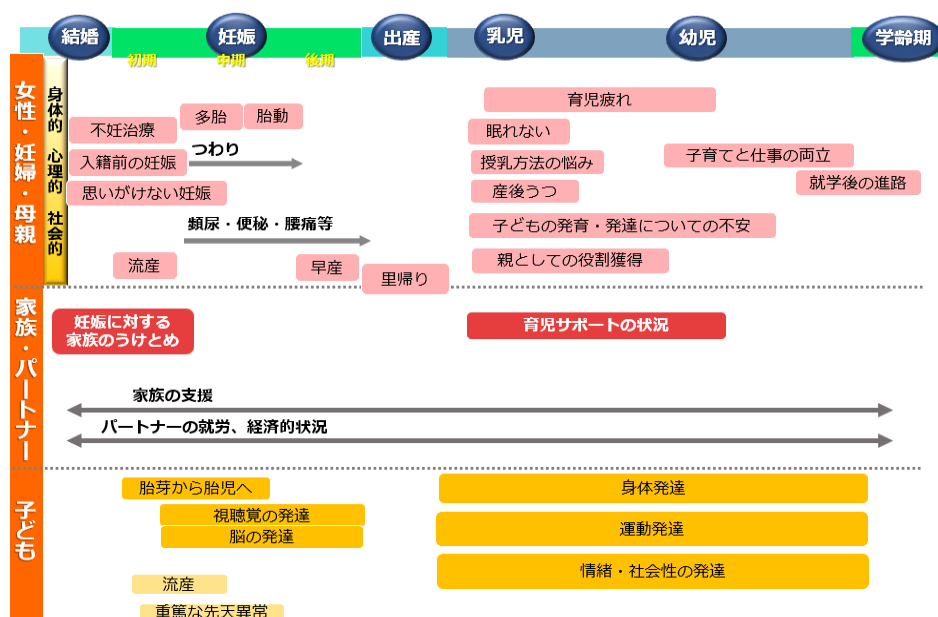 結婚
妊娠
出産
乳児
幼児
学齢期
初期
中期
後期
女性・妊婦・母親
身体的 心理的 社会的
育児疲れ
多胎
胎動
不妊治療
眠れない
つわり
入籍前の妊娠
授乳方法の悩み
子育てと仕事の両立
思いがけない妊娠
産後うつ
就学後の進路
頻尿・便秘・腰痛等
子どもの発育・発達についての不安
流産
早産
里帰り
親としての役割獲得
家族・パートナー
妊娠に対する
家族のうけとめ
育児サポートの状況
家族の支援
パートナーの就労、経済的状況
子ども
胎芽から胎児へ
身体発達
視聴覚の発達
脳の発達
運動発達
情緒・社会性の発達
流産
重篤な先天異常